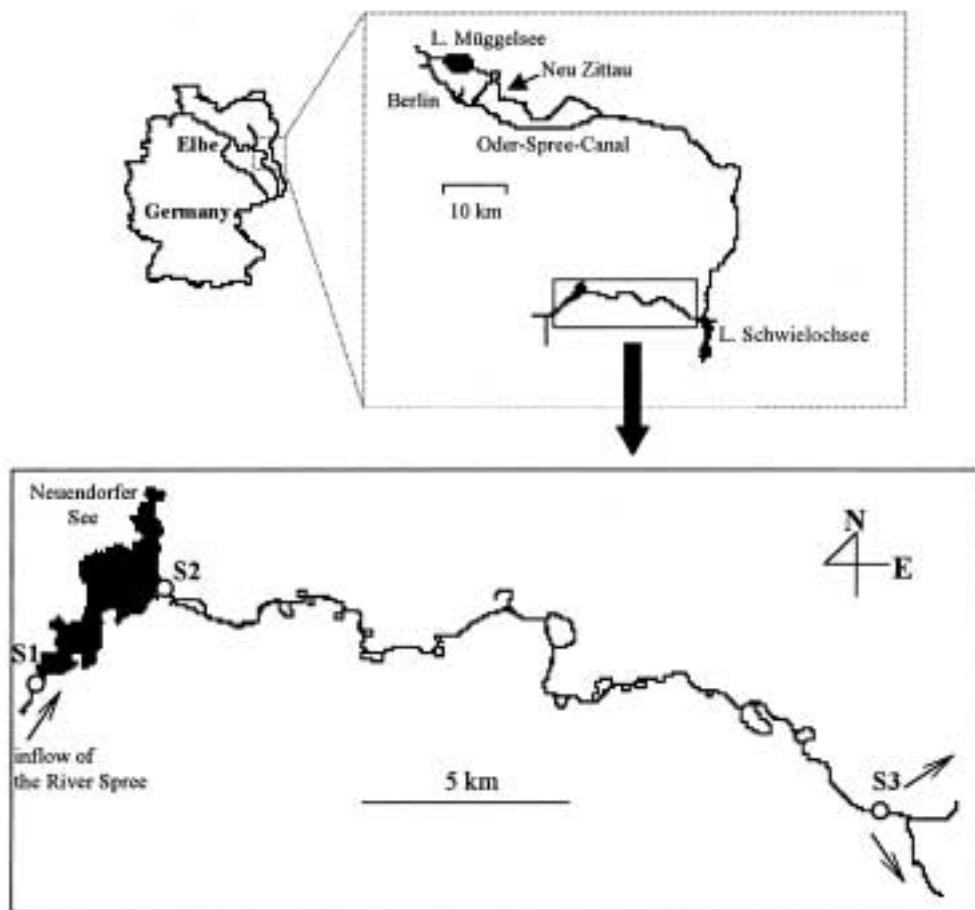 L. Müggelsee
Neu Zittau
Berlin
Elbe
Oder-Spree-Canal
10 km
Germany
L. Schwielochsee
Neuendorfer
See
N
E
S2
S1
inflow of
the River Spree
5 km
S3